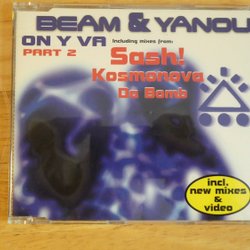 BEAM & YANOU
ON Y VA
Including mixes from:
PART 2
Sash!
Kosmonova
Da Bomb
incl.
new mixes
&
video